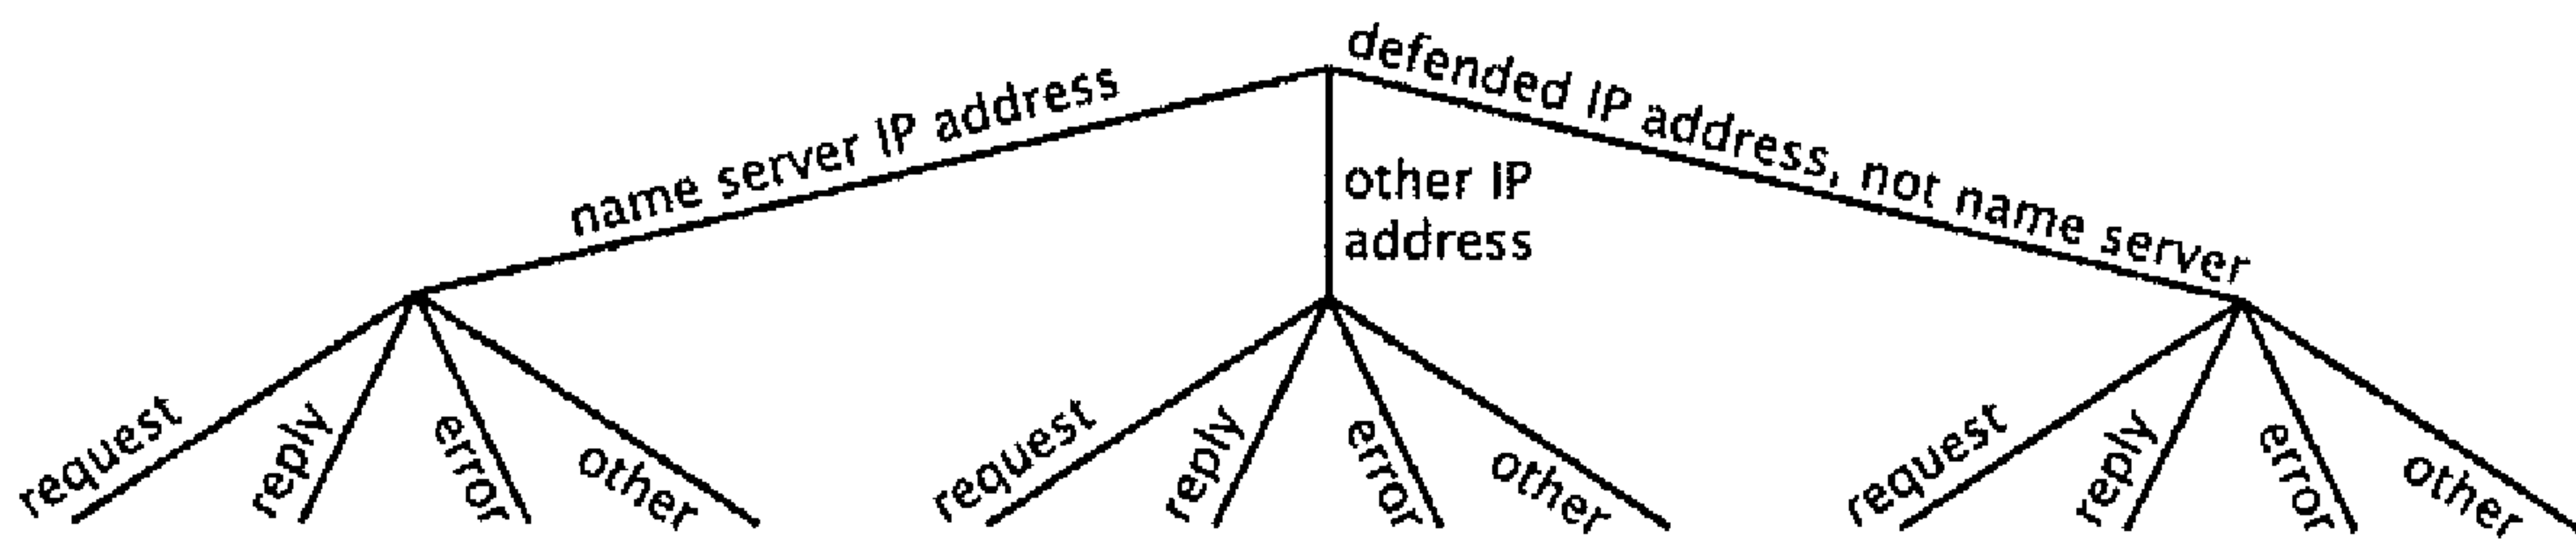 name server IP address
other IP
address
defended IP address, not name server
request
reply
error
other
request
reply
error
other
request
reply
error
other